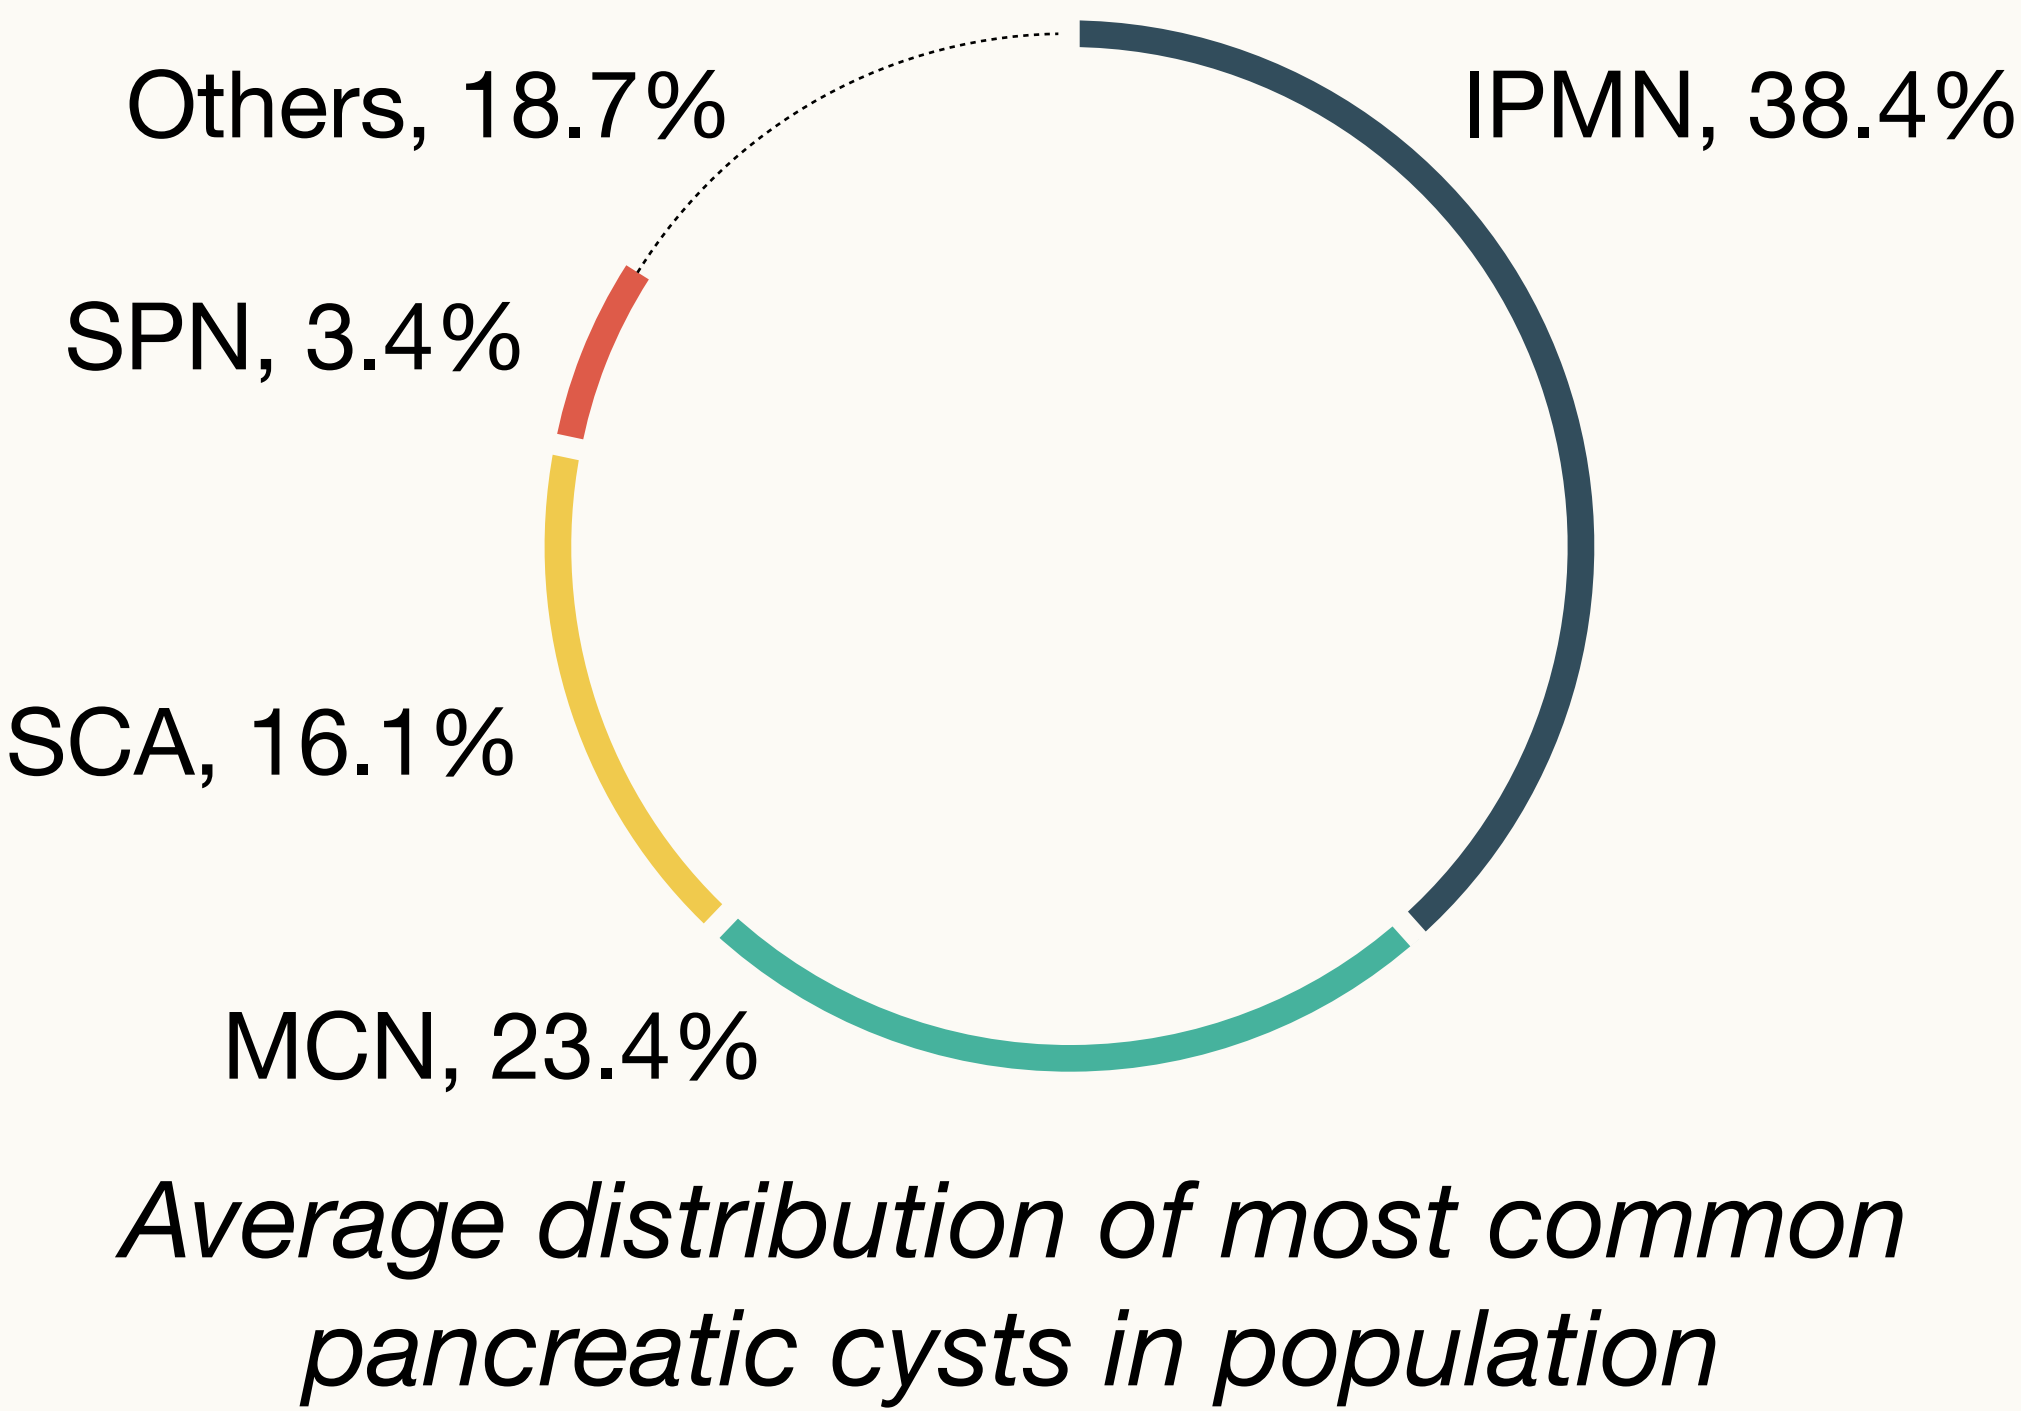 Others, 18.7%
IPMN, 38.4%
SPN, 3.4%
SCA, 16.1%
MCN, 23.4%
Average distribution of most common
pancreatic cysts in population